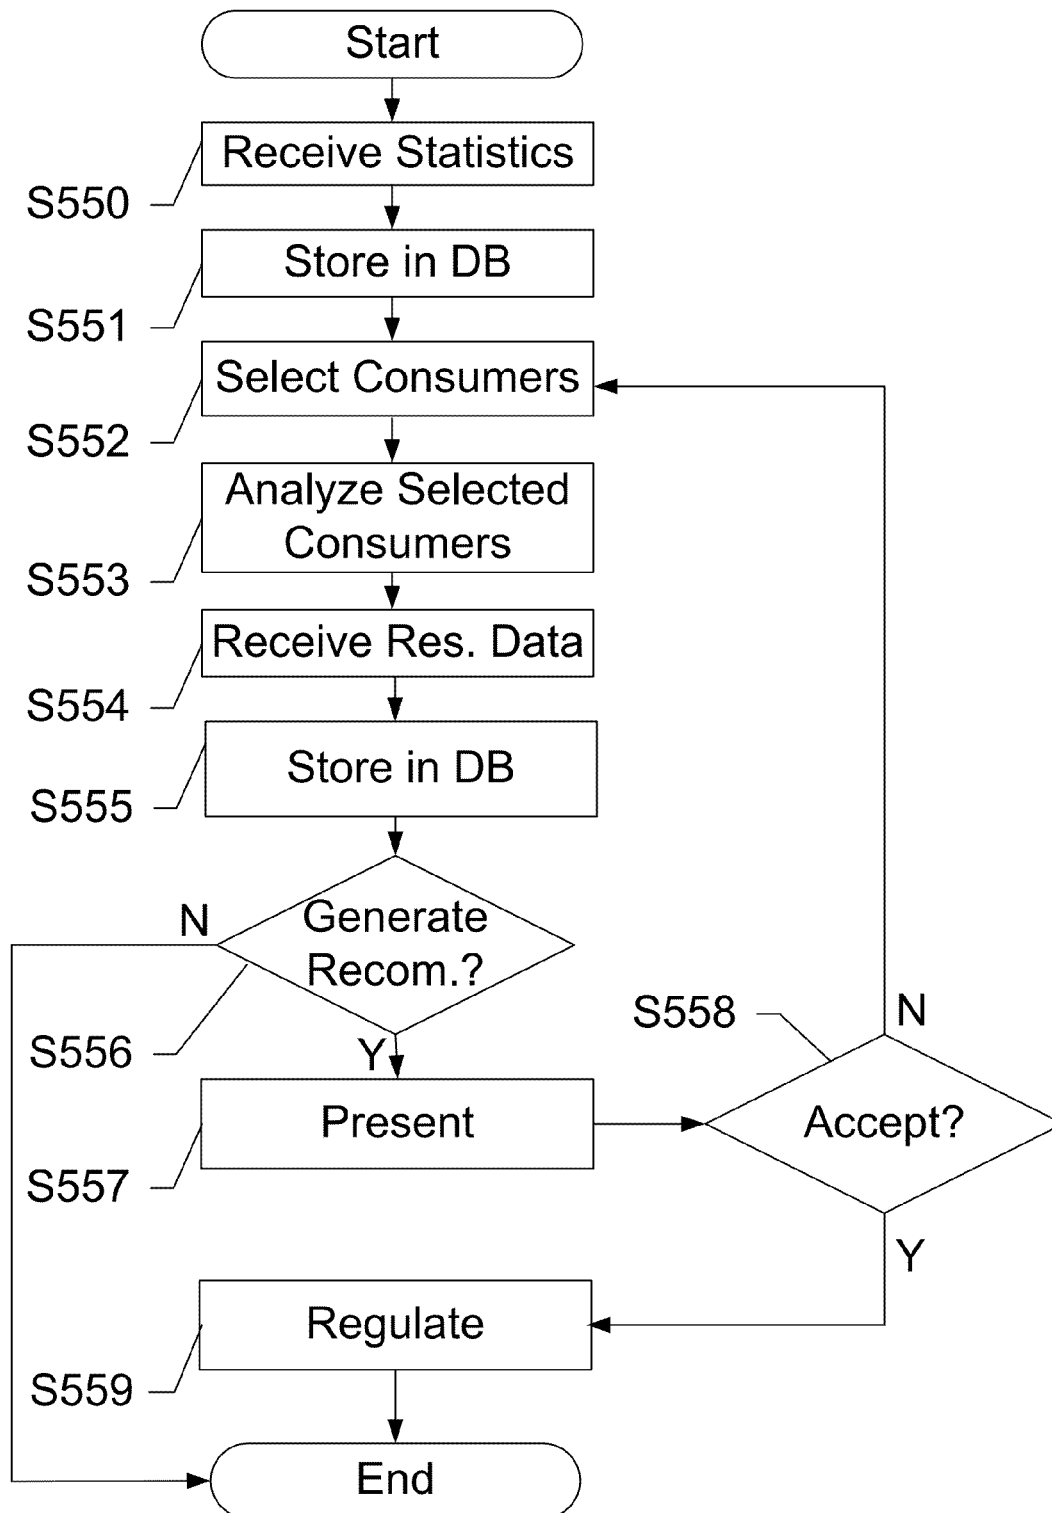 Start
Receive Statistics
S550
Store in DB
S551
Select Consumers
S552
Analyze Selected
Consumers
S553
Receive Res. Data
S554
Store in DB
S555
N
Generate
Recom.?
S556
Y
S558
N
Present
Accept?
S557
Y
Regulate
S559
End